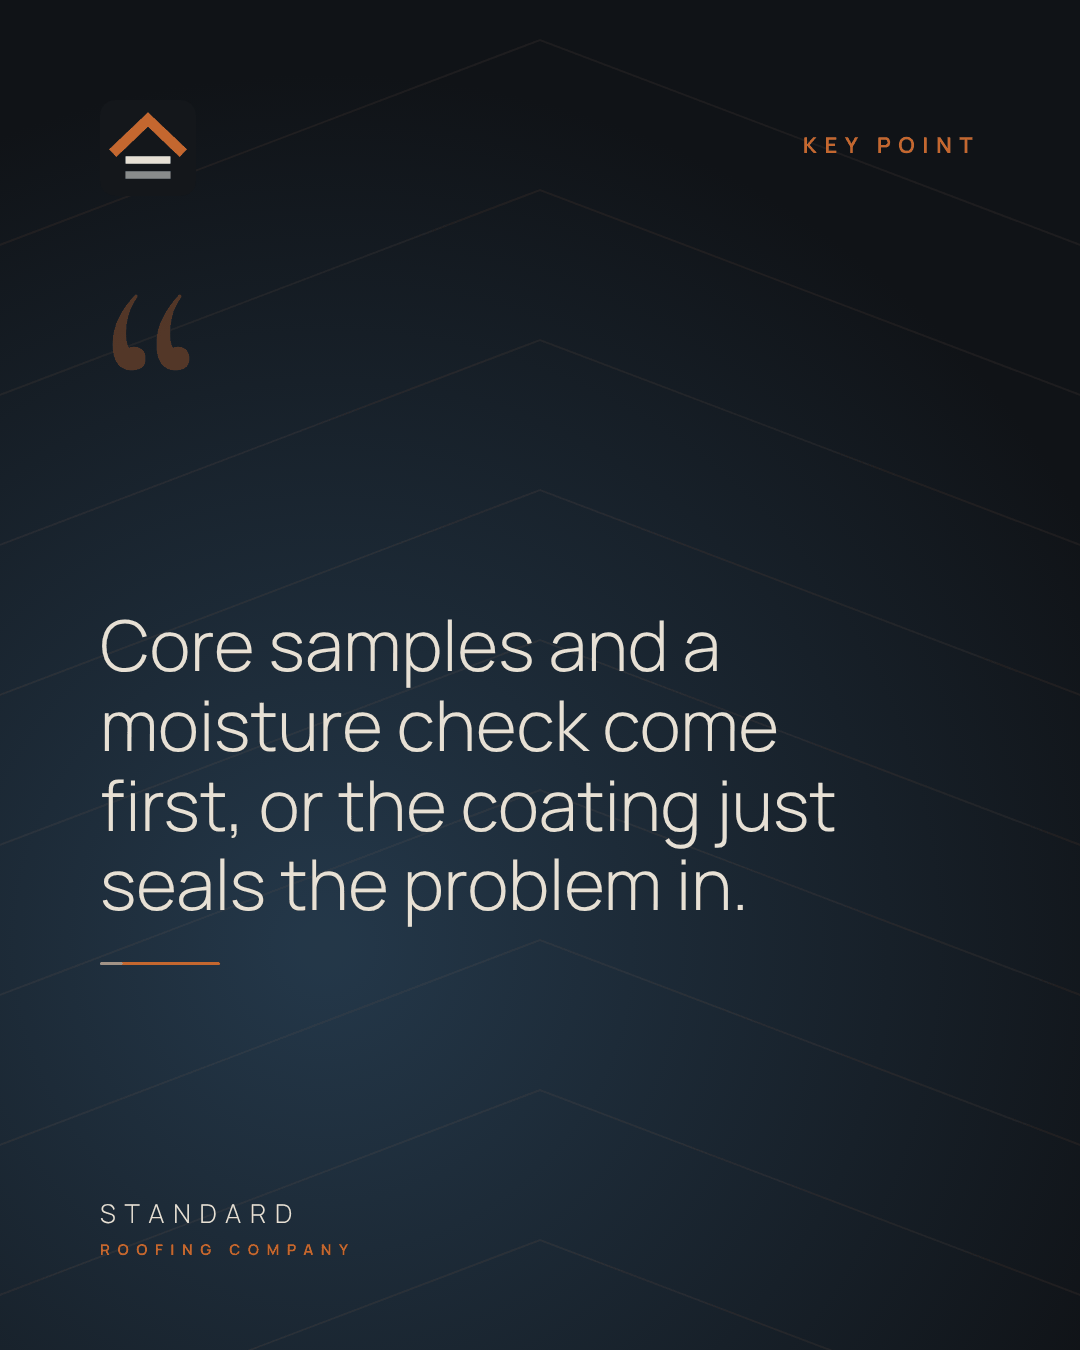 KEY POINT
“
Core samples and a
moisture check come
first, or the coating just
seals the problem in.
STANDARD
ROOFING COMPANY